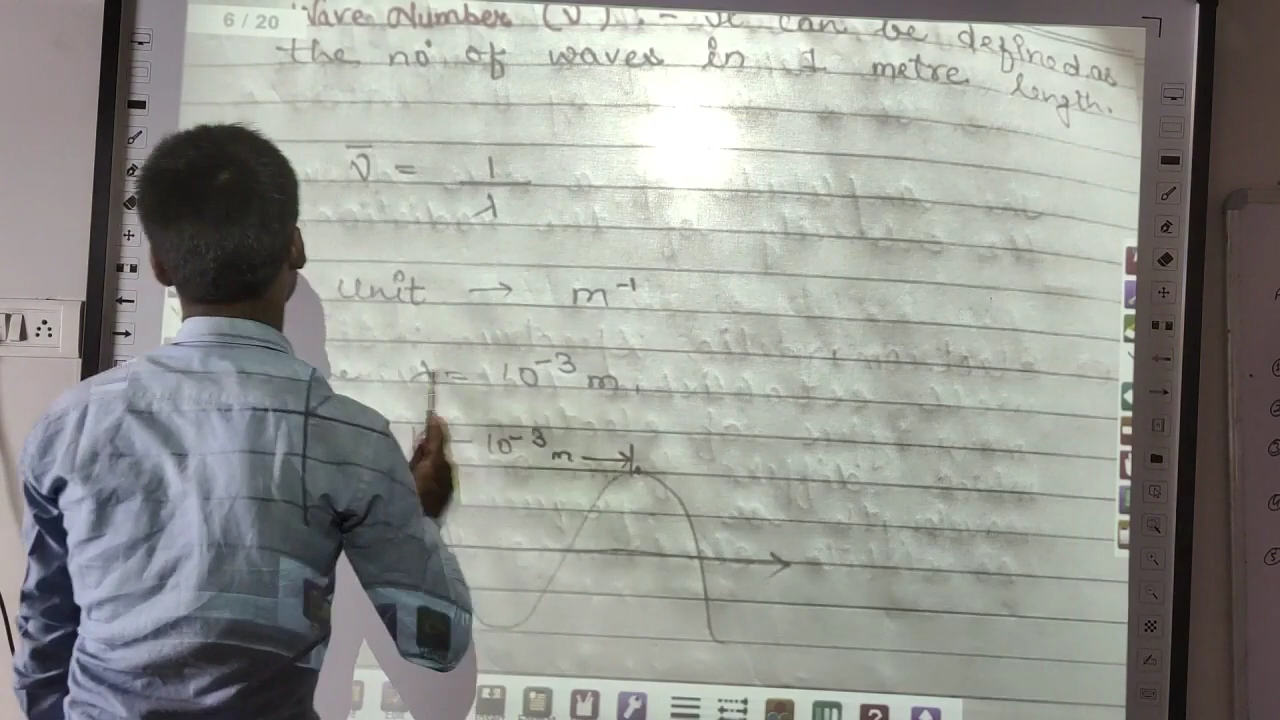 6 / 20
Wave Number (ν̅) : - It can be defined as
the no of waves in 1 metre length.
ν̅ = 1
λ
Unit → m⁻¹
λ = 10⁻³ m.
10⁻³ m →